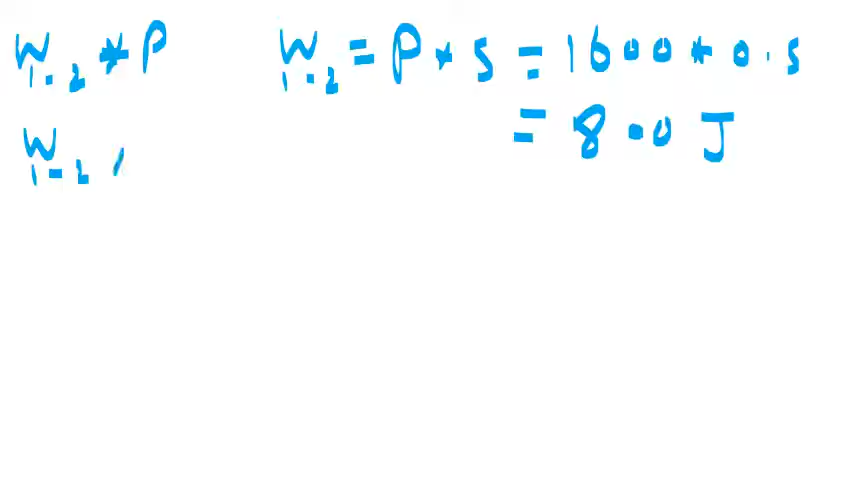 W₁₋₂ * P
W₁₋₂ = P * S = 1600 * 0.5
= 800 J
W₁₋₂